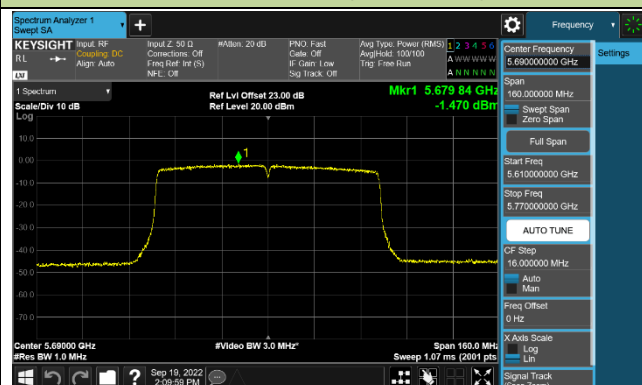 Spectrum Analyzer 1
Swept SA
Frequency
KEYSIGHT
RL
LXI
Input: RF
Coupling: DC
Align: Auto
Input Z: 50 Ω
Corrections: Off
Freq Ref: Int (S)
NFE: Off
#Atten: 20 dB
PNO: Fast
Gate: Off
IF Gain: Low
Sig Track: Off
Avg Type: Power (RMS)
Avg|Hold: 100/100
Trig: Free Run
1 2 3 4 5 6
A W W W W W
A N N N N N
1 Spectrum
Scale/Div 10 dB
Log
Ref Lvl Offset 23.00 dB
Ref Level 20.00 dBm
Mkr1 5.679 84 GHz
-1.470 dBm
1
10.0
0.00
-10.0
-20.0
-30.0
-40.0
-50.0
-60.0
-70.0
Center 5.69000 GHz
#Res BW 1.0 MHz
#Video BW 3.0 MHz*
Span 160.0 MHz
Sweep 1.07 ms (2001 pts)
Sep 19, 2022
2:09:59 PM
Center Frequency
5.690000000 GHz
Span
160.000000 MHz
Swept Span
Zero Span
Full Span
Start Freq
5.610000000 GHz
Stop Freq
5.770000000 GHz
AUTO TUNE
CF Step
16.000000 MHz
Auto
Man
Freq Offset
0 Hz
X Axis Scale
Log
Lin
Signal Track
(Span Zoom)
Settings